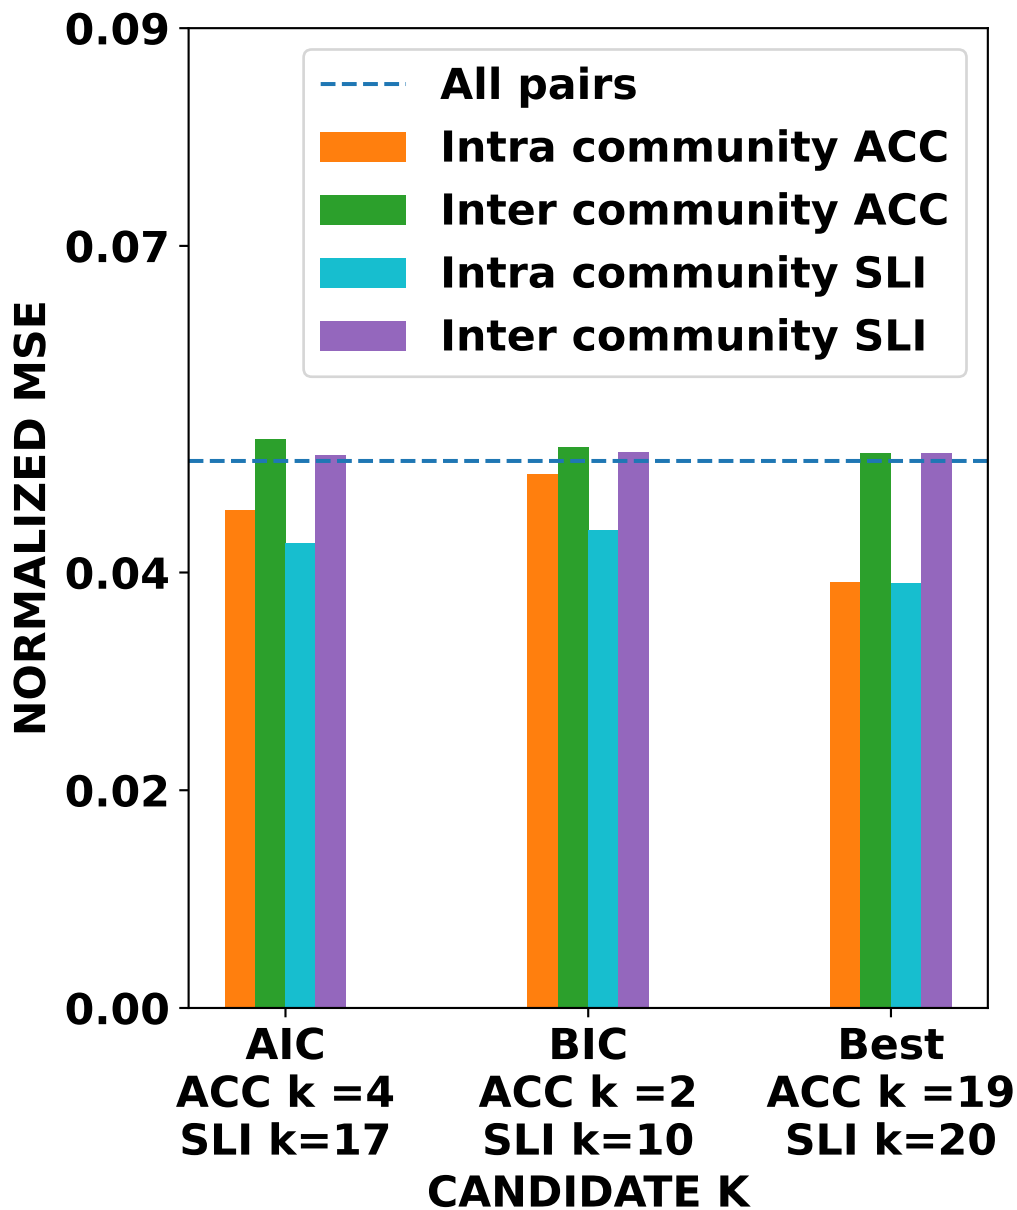 0.09
0.07
0.04
0.02
0.00
NORMALIZED MSE
All pairs
Intra community ACC
Inter community ACC
Intra community SLI
Inter community SLI
AIC
ACC k =4
SLI k=17
BIC
ACC k =2
SLI k=10
Best
ACC k =19
SLI k=20
CANDIDATE K